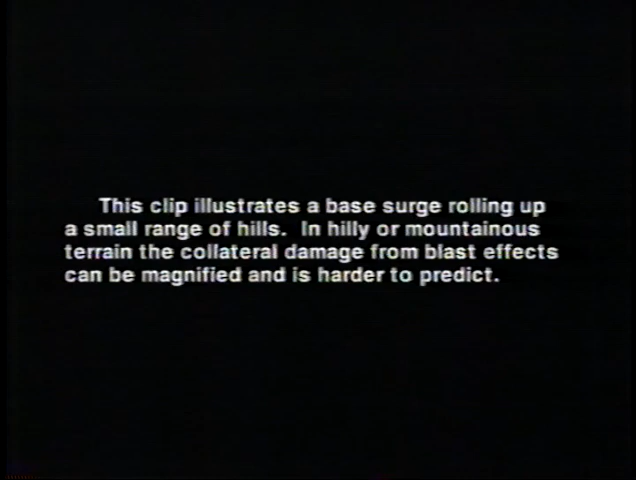 This clip illustrates a base surge rolling up
a small range of hills. In hilly or mountainous
terrain the collateral damage from blast effects
can be magnified and is harder to predict.